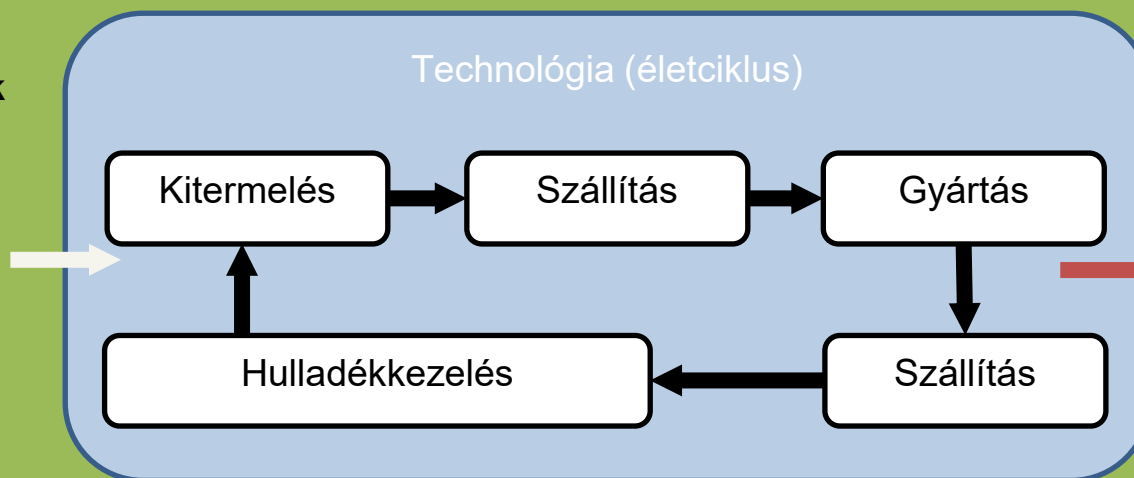 k
Technológia (életciklus)
Kitermelés
Szállítás
Gyártás
Hulladékkezelés
Szállítás